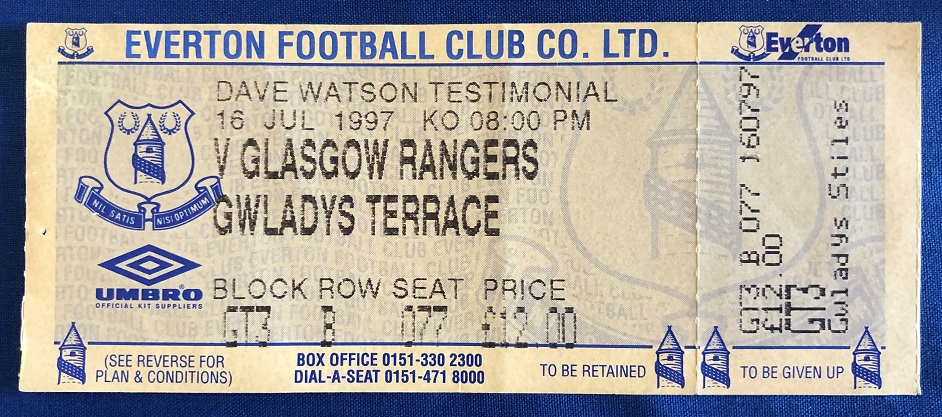 EVERTON FOOTBALL CLUB CO. LTD.
DAVE WATSON TESTIMONIAL
16 JUL 1997 KO 08:00 PM
V GLASGOW RANGERS
GWLADYS TERRACE
NIL SATIS NISI OPTIMUM
UMBRO
OFFICIAL KIT SUPPLIERS
BLOCK ROW SEAT PRICE
GT3 B 077 £12.00
(SEE REVERSE FOR
PLAN & CONDITIONS)
BOX OFFICE 0151-330 2300
DIAL-A-SEAT 0151-471 8000
TO BE RETAINED
Everton
FOOTBALL CLUB LTD
GT3 B 077 160797
£12.00
GT3
Gwladys Stiles
TO BE GIVEN UP